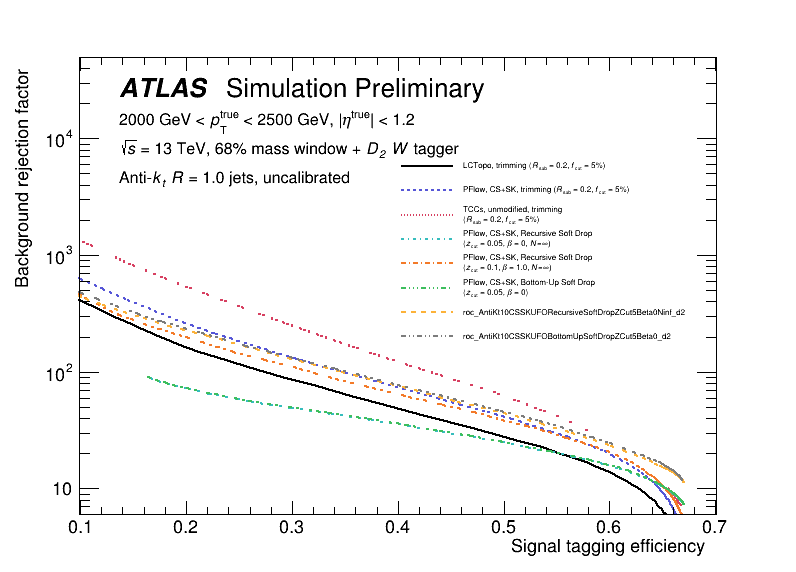 ATLAS Simulation Preliminary
2000 GeV < p_T^true < 2500 GeV, |η^true| < 1.2
√s = 13 TeV, 68% mass window + D_2 W tagger
Anti-k_t R = 1.0 jets, uncalibrated
LCTopo, trimming (R_sub = 0.2, f_cut = 5%)
PFlow, CS+SK, trimming (R_sub = 0.2, f_cut = 5%)
TCCs, unmodified, trimming
(R_sub = 0.2, f_cut = 5%)
PFlow, CS+SK, Recursive Soft Drop
(z_cut = 0.05, β = 0, N=∞)
PFlow, CS+SK, Recursive Soft Drop
(z_cut = 0.1, β = 1.0, N=∞)
PFlow, CS+SK, Bottom-Up Soft Drop
(z_cut = 0.05, β = 0)
roc_AntiKt10CSSKUFORecursiveSoftDropZCut5Beta0Ninf_d2
roc_AntiKt10CSSKUFOBottomUpSoftDropZCut5Beta0_d2
Background rejection factor
10^4
10^3
10^2
10
0.1 0.2 0.3 0.4 0.5 0.6 0.7
Signal tagging efficiency